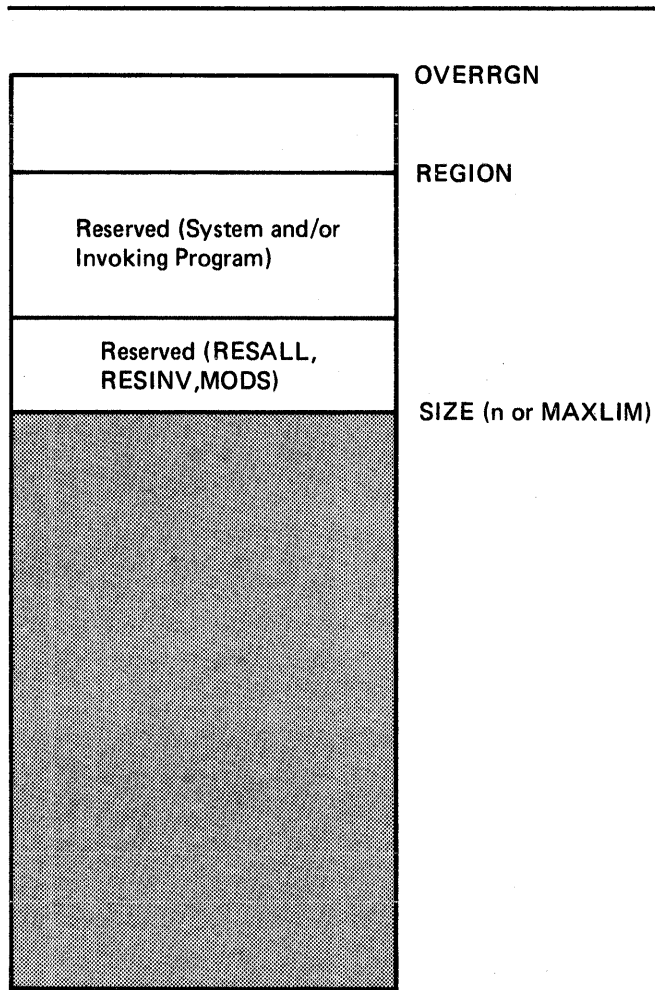 OVERRGN
REGION
Reserved (System and/or
Invoking Program)
Reserved (RESALL,
RESINV,MODS)
SIZE (n or MAXLIM)